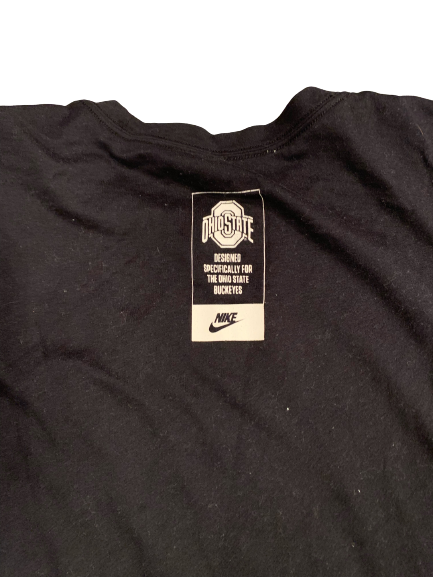 OHIO STATE
DESIGNED
SPECIFICALLY FOR
THE OHIO STATE
BUCKEYES
NIKE